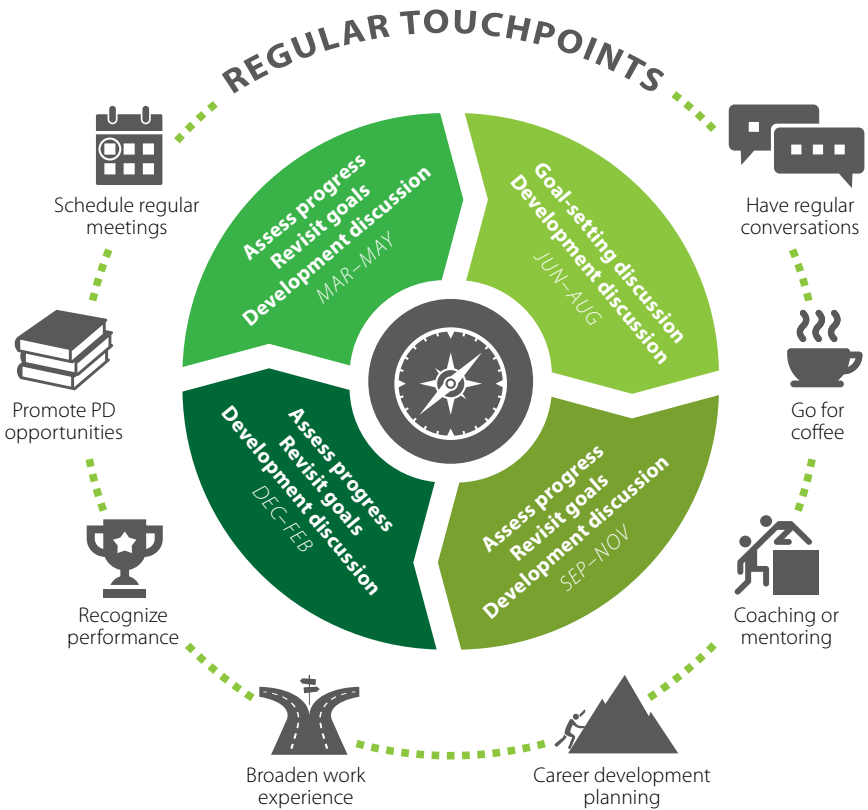 REGULAR TOUCHPOINTS
Goal-setting discussion
Development discussion
JUN–AUG
Assess progress
Revisit goals
Development discussion
SEP–NOV
Assess progress
Revisit goals
Development discussion
DEC–FEB
Assess progress
Revisit goals
Development discussion
MAR–MAY
Have regular
conversations
Go for
coffee
Coaching or
mentoring
Career development
planning
Broaden work
experience
Recognize
performance
Promote PD
opportunities
Schedule regular
meetings